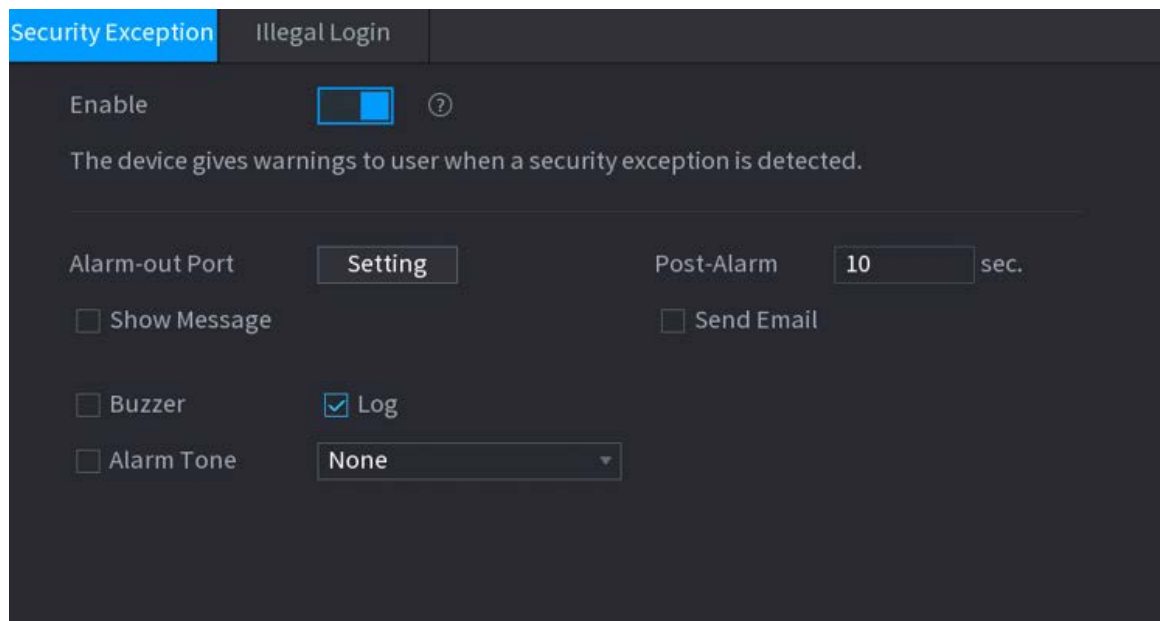 Security Exception Illegal Login
Enable ?
The device gives warnings to user when a security exception is detected.
Alarm-out Port Setting Post-Alarm 10 sec.
Show Message Send Email
Buzzer Log
Alarm Tone None